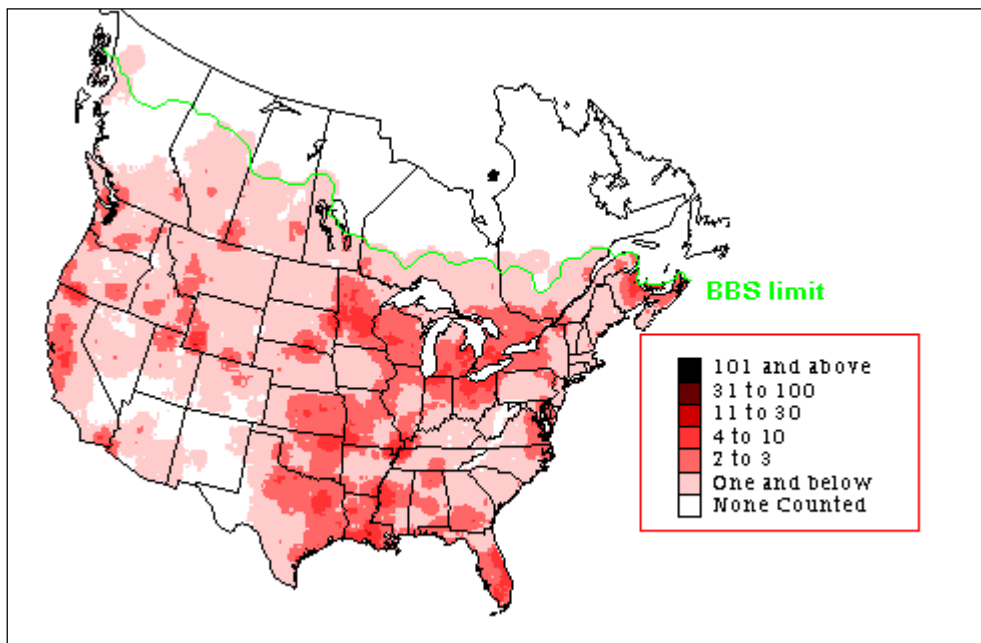 BBS limit
101 and above
31 to 100
11 to 30
4 to 10
2 to 3
One and below
None Counted